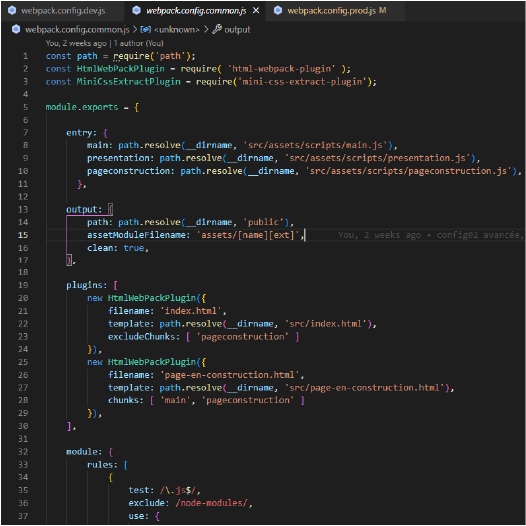 webpack.config.dev.js webpack.config.common.js × webpack.config.prod.js M
webpack.config.common.js > <unknown> > output
You, 2 weeks ago | 1 author (You)
1 const path = require('path');
2 const HtmlWebPackPlugin = require( 'html-webpack-plugin' );
3 const MiniCssExtractPlugin = require('mini-css-extract-plugin');
4
5 module.exports = {
6
7 entry: {
8 main: path.resolve(__dirname, 'src/assets/scripts/main.js'),
9 presentation: path.resolve(__dirname, 'src/assets/scripts/presentation.js'),
10 pageconstruction: path.resolve(__dirname, 'src/assets/scripts/pageconstruction.js'),
11 },
12
13 output: {
14 path: path.resolve(__dirname, 'public'),
15 assetModuleFilename: 'assets/[name][ext]', You, 2 weeks ago • config02 avancée,
16 clean: true,
17 },
18
19 plugins: [
20 new HtmlWebPackPlugin({
21 filename: 'index.html',
22 template: path.resolve(__dirname, 'src/index.html'),
23 excludeChunks: [ 'pageconstruction' ]
24 }),
25 new HtmlWebPackPlugin({
26 filename: 'page-en-construction.html',
27 template: path.resolve(__dirname, 'src/page-en-construction.html'),
28 chunks: [ 'main', 'pageconstruction' ]
29 }),
30 ],
31
32 module: {
33 rules: [
34 {
35 test: /\.js$/,
36 exclude: /node-modules/,
37 use: {